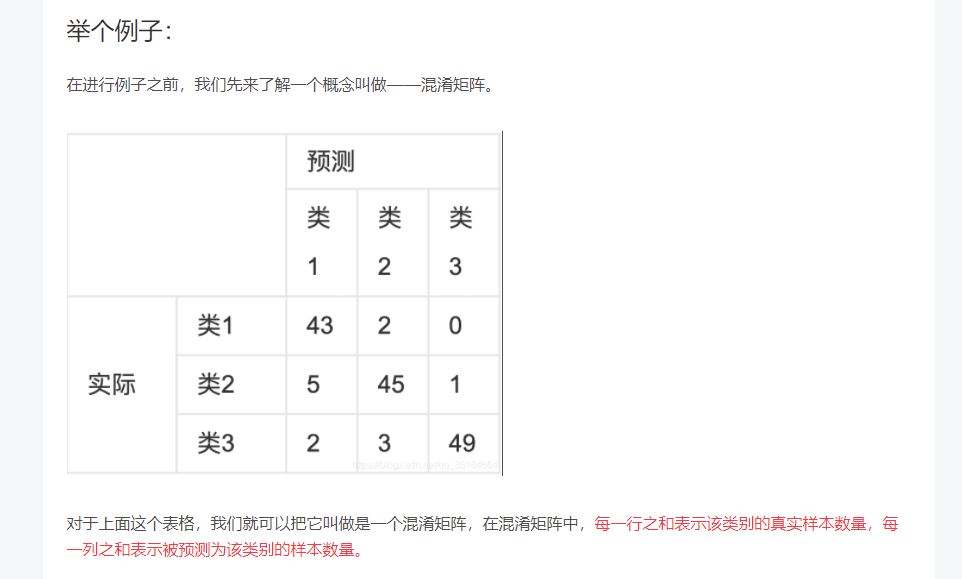 举个例子：
在进行例子之前，我们先来了解一个概念叫做——混淆矩阵。
预测
类 类 类
1 2 3
类1 43 2 0
实际 类2 5 45 1
类3 2 3 49
对于上面这个表格，我们就可以把它叫做是一个混淆矩阵，在混淆矩阵中，每一行之和表示该类别的真实样本数量，每
一列之和表示被预测为该类别的样本数量。